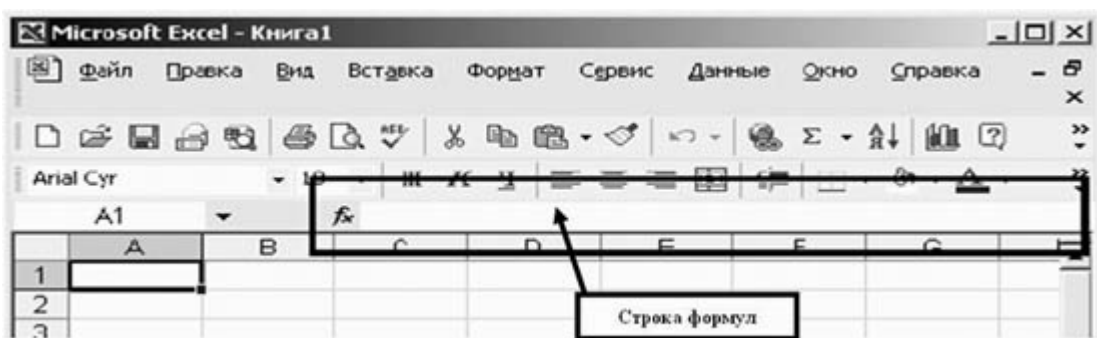 Microsoft Excel - Книга1
Файл Правка Вид Вставка Формат Сервис Данные Окно Справка
Arial Cyr 10 Ж К Ч
A1 fx
A B C D E F G
1
2
3
Строка формул